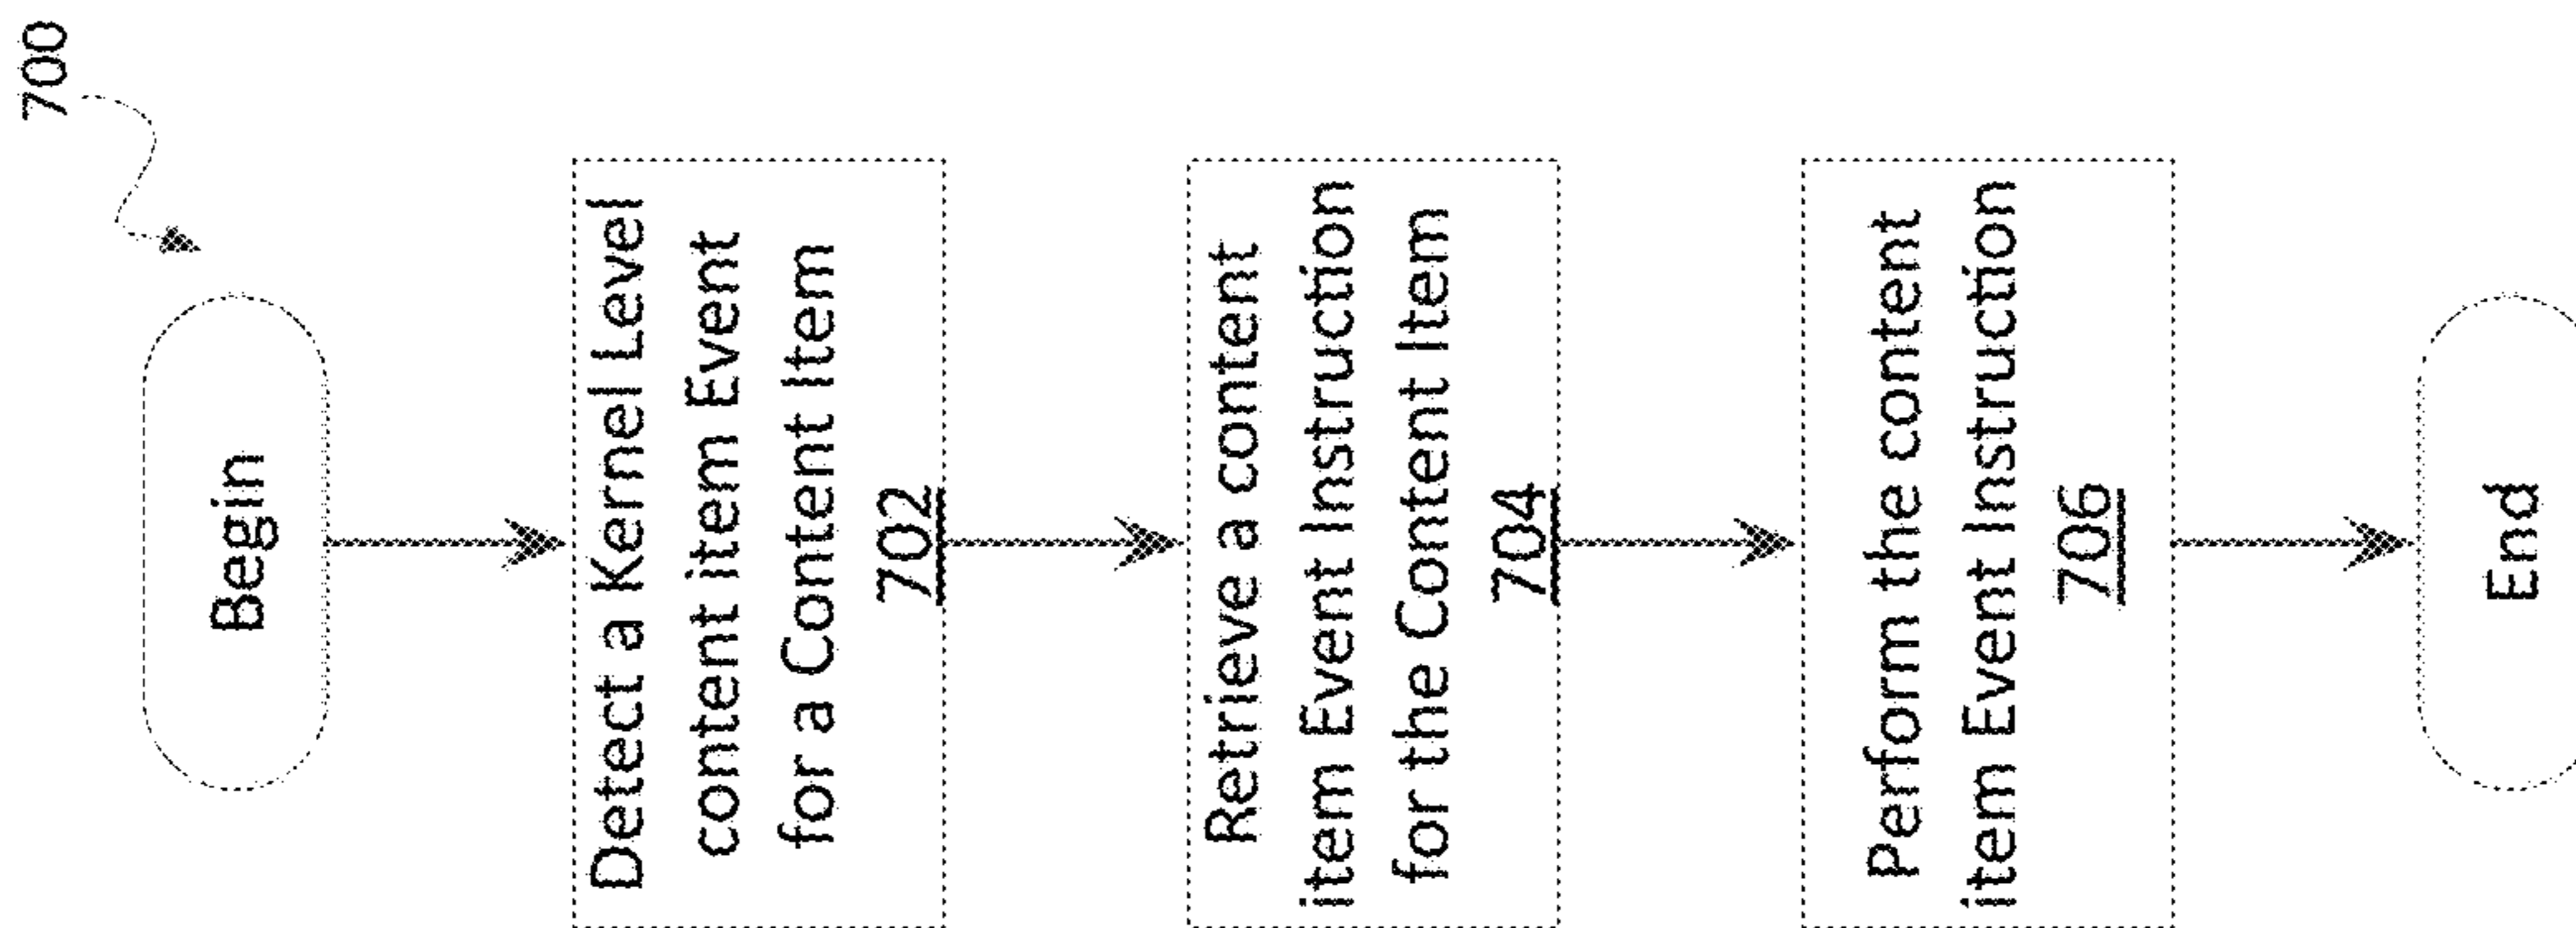 700
Begin
Detect a Kernel Level
content item Event
for a Content Item
702
Retrieve a content
item Event Instruction
for the Content Item
704
Perform the content
item Event Instruction
706
End